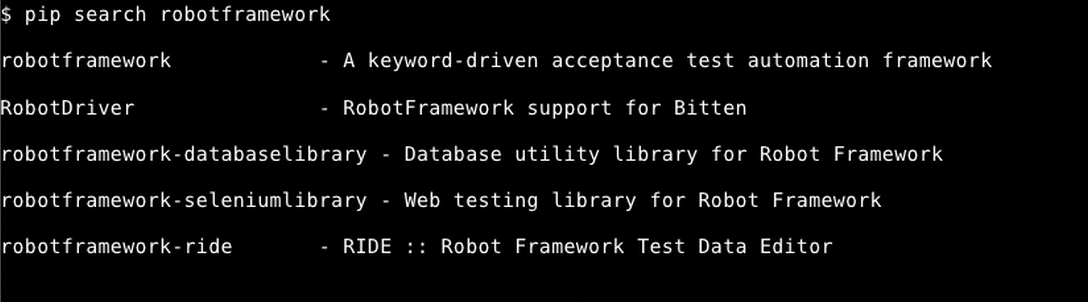 $ pip search robotframework
robotframework            - A keyword-driven acceptance test automation framework
RobotDriver               - RobotFramework support for Bitten
robotframework-databaselibrary - Database utility library for Robot Framework
robotframework-seleniumlibrary - Web testing library for Robot Framework
robotframework-ride       - RIDE :: Robot Framework Test Data Editor